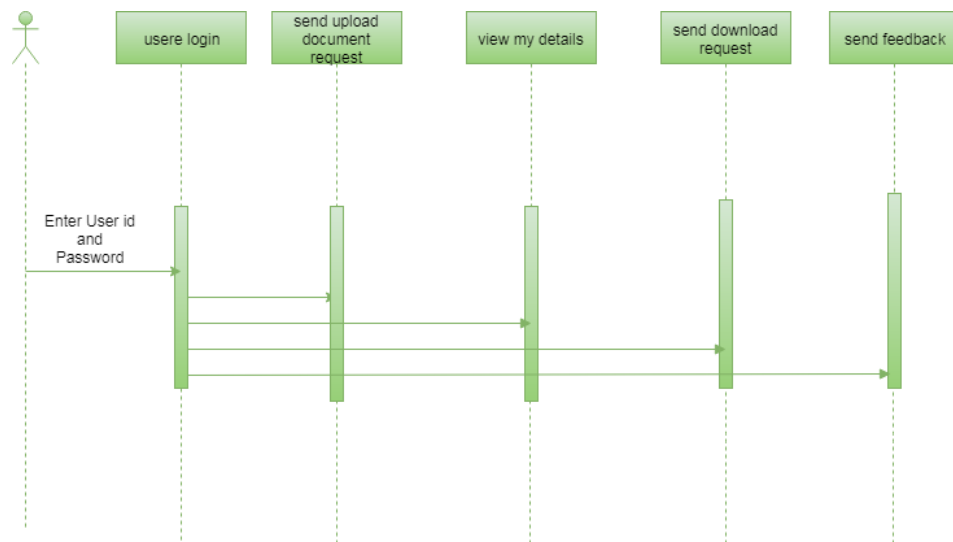 usere login
send upload
document
request
view my details
send download
request
send feedback
Enter User id
and
Password